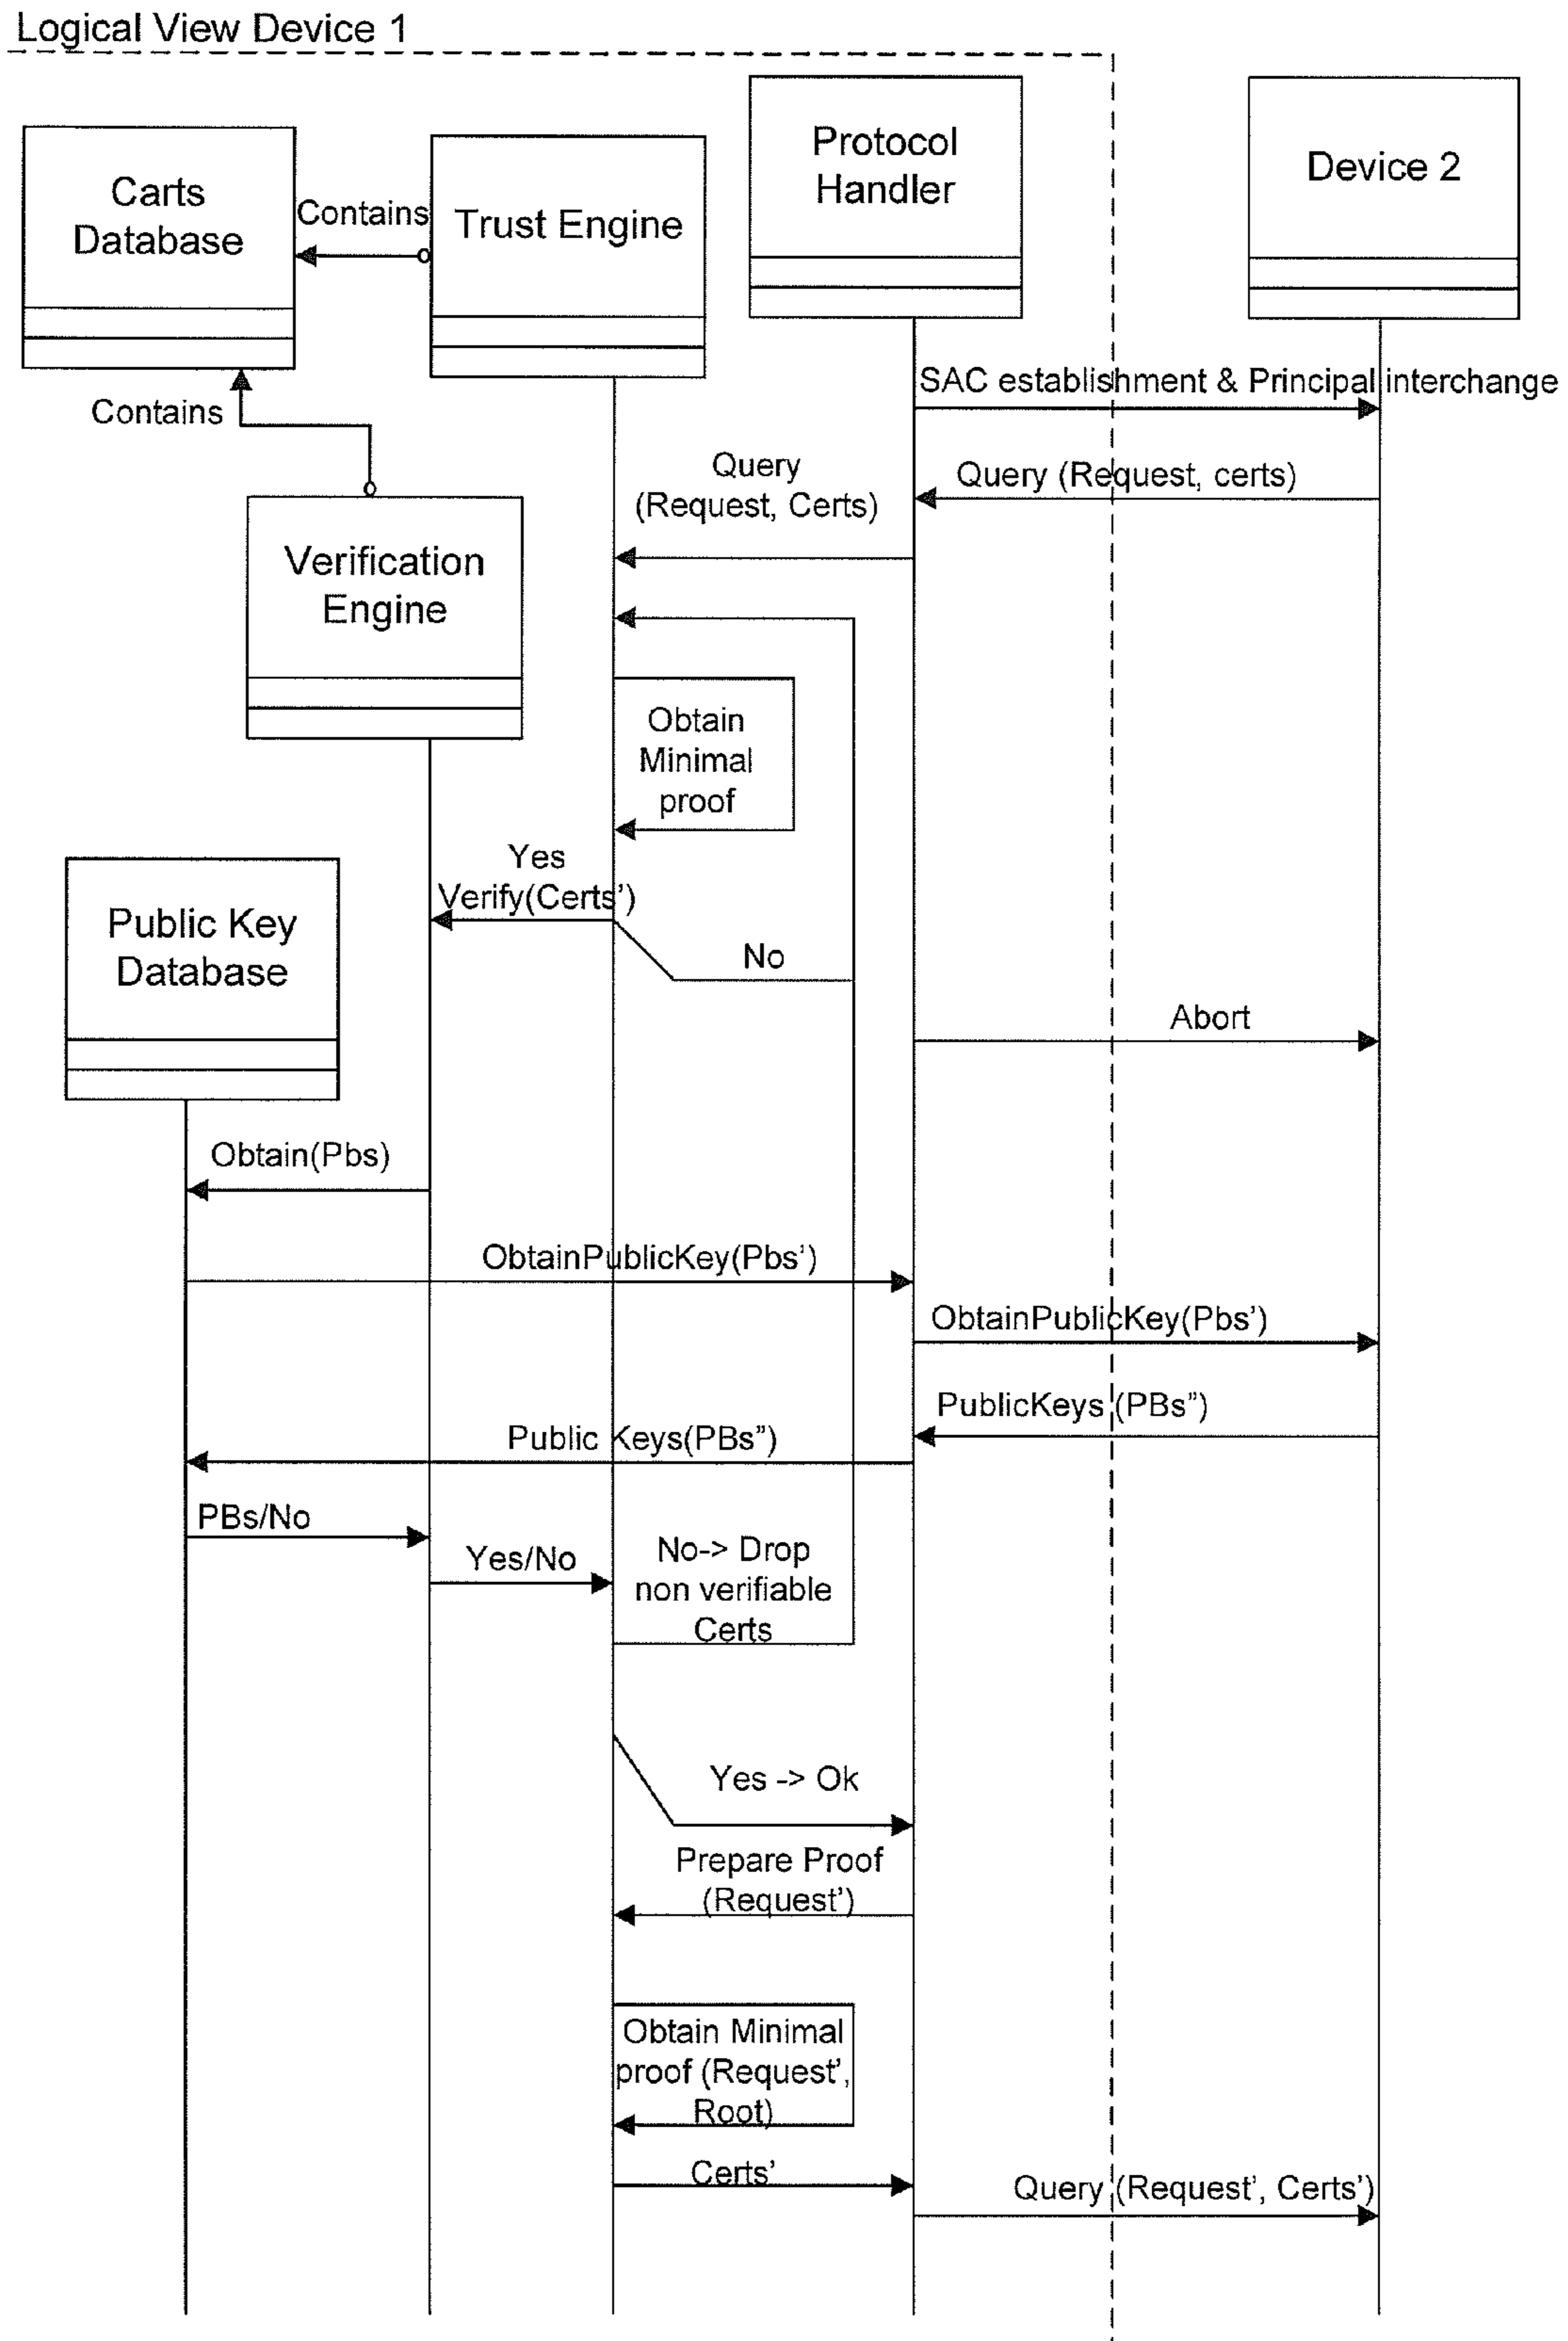 Logical View Device 1
Carts
Database
Contains
Trust Engine
Protocol
Handler
Device 2
SAC establishment & Principal interchange
Contains
Query
(Request, Certs)
Query (Request, certs)
Verification
Engine
Obtain
Minimal
proof
Yes
Verify(Certs’)
No
Public Key
Database
Abort
Obtain(Pbs)
ObtainPublicKey(Pbs’)
ObtainPublicKey(Pbs’)
PublicKeys (PBs”)
Public Keys(PBs”)
PBs/No
Yes/No
No-> Drop
non verifiable
Certs
Yes -> Ok
Prepare Proof
(Request’)
Obtain Minimal
proof (Request’,
Root)
Certs’
Query (Request’, Certs’)